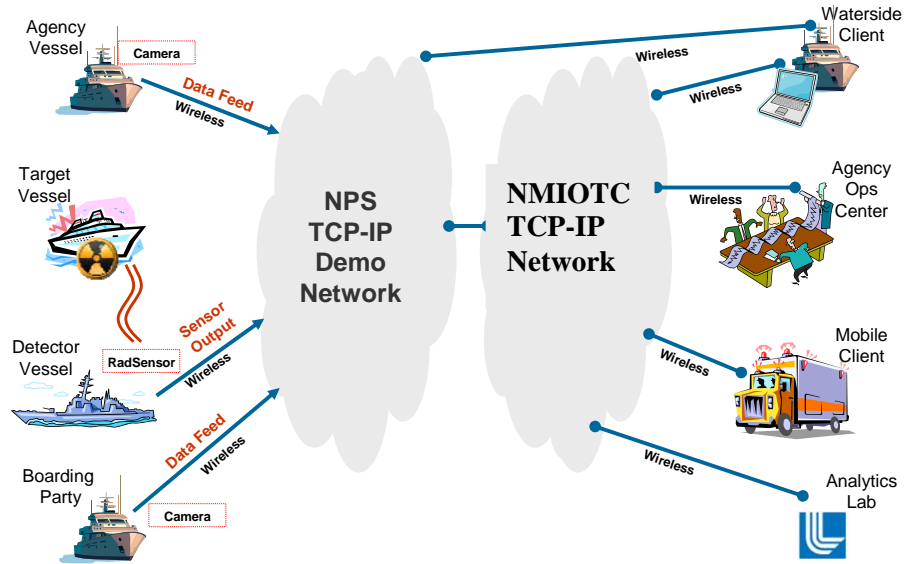 Agency
Vessel
Camera
Data Feed
Wireless
Target
Vessel
Detector
Vessel
RadSensor
Sensor
Output
Wireless
Boarding
Party
Camera
Data Feed
Wireless
NPS
TCP-IP
Demo
Network
NMIOTC
TCP-IP
Network
Wireless
Waterside
Client
Wireless
Agency
Ops
Center
Wireless
Mobile
Client
Wireless
Analytics
Lab
Wireless